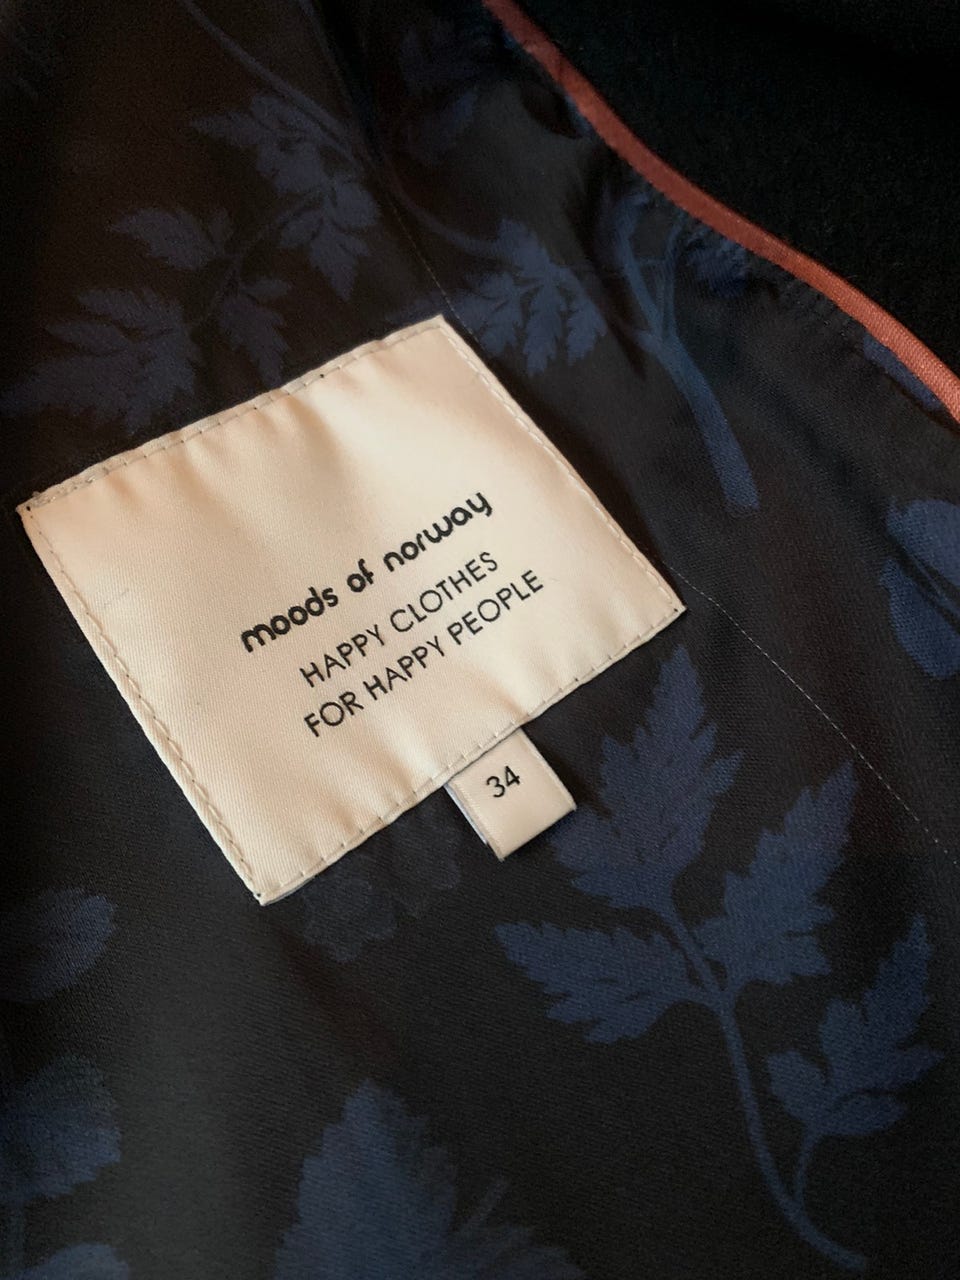 moods of norway
HAPPY CLOTHES
FOR HAPPY PEOPLE
34